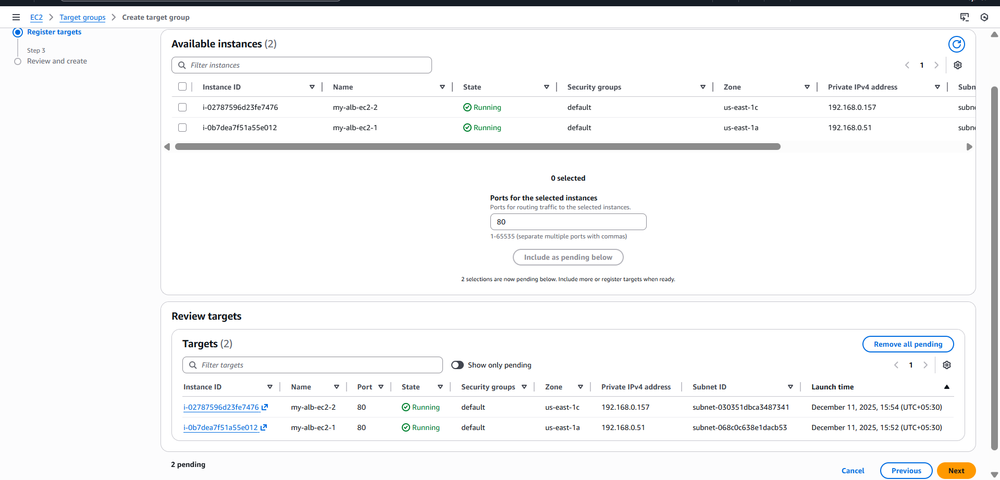 EC2 > Target groups > Create target group
Register targets
Step 3
Review and create
Available instances (2)
Filter instances
1
Instance ID Name State Security groups Zone Private IPv4 address Subn
i-02787596d23fe7476 my-alb-ec2-2 Running default us-east-1c 192.168.0.157 subne
i-0b7dea7f51a55e012 my-alb-ec2-1 Running default us-east-1a 192.168.0.51 subne
0 selected
Ports for the selected instances
Ports for routing traffic to the selected instances.
80
1-65535 (separate multiple ports with commas)
Include as pending below
2 selections are now pending below. Include more or register targets when ready.
Review targets
Targets (2)
Remove all pending
Filter targets Show only pending 1
Instance ID Name Port State Security groups Zone Private IPv4 address Subnet ID Launch time
i-02787596d23fe7476 my-alb-ec2-2 80 Running default us-east-1c 192.168.0.157 subnet-030351dbca3487341 December 11, 2025, 15:54 (UTC+05:30)
i-0b7dea7f51a55e012 my-alb-ec2-1 80 Running default us-east-1a 192.168.0.51 subnet-068c0c638e1dacb53 December 11, 2025, 15:52 (UTC+05:30)
2 pending
Cancel Previous Next